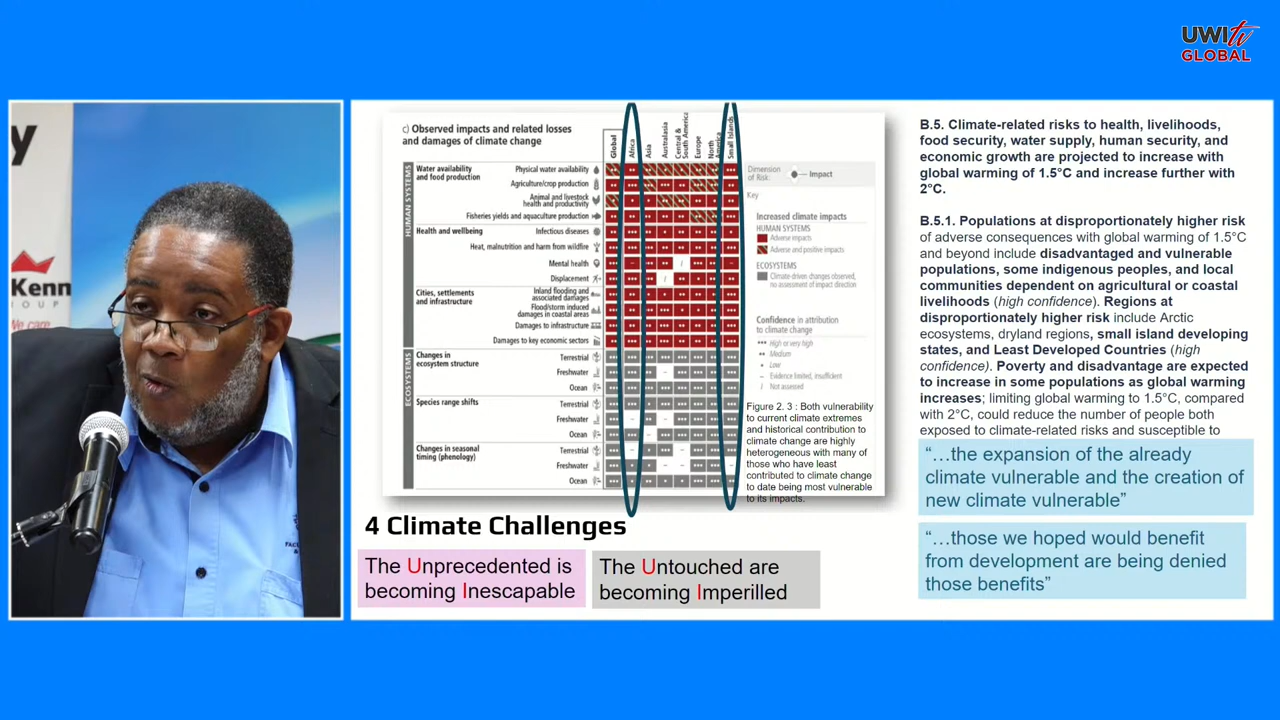 UWI tv
GLOBAL
y
Kenn
GROUP
We care
c) Observed impacts and related losses
and damages of climate change
Global
Africa
Asia
Australasia
Central &
South America
Europe
North
America
Small Islands
HUMAN SYSTEMS
Water availability
and food production
Physical water availability
Agriculture/crop production
Animal and livestock
health and productivity
Fisheries yields and aquaculture production
Health and wellbeing
Infectious diseases
Heat, malnutrition and harm from wildfire
Mental health
Displacement
Cities, settlements
and infrastructure
Inland flooding and
associated damages
Flood/storm induced
damages in coastal areas
Damages to infrastructure
Damages to key economic sectors
ECOSYSTEMS
Changes in
ecosystem structure
Terrestrial
Freshwater
Ocean
Species range shifts
Terrestrial
Freshwater
Ocean
Changes in seasonal
timing (phenology)
Terrestrial
Freshwater
Ocean
Dimension
of Risk:
Impact
Key
Increased climate impacts
HUMAN SYSTEMS
Adverse impacts
Adverse and positive impacts
ECOSYSTEMS
Climate-driven changes observed,
no assessment of impact direction
Confidence in attribution
to climate change
••• High or very high
•• Medium
• Low
– Evidence limited, insufficient
/ Not assessed
Figure 2. 3 : Both vulnerability
to current climate extremes
and historical contribution to
climate change are highly
heterogeneous with many of
those who have least
contributed to climate change
to date being most vulnerable
to its impacts.
4 Climate Challenges
The Unprecedented is
becoming Inescapable
The Untouched are
becoming Imperilled
B.5. Climate-related risks to health, livelihoods,
food security, water supply, human security, and
economic growth are projected to increase with
global warming of 1.5°C and increase further with
2°C.
B.5.1. Populations at disproportionately higher risk
of adverse consequences with global warming of 1.5°C
and beyond include disadvantaged and vulnerable
populations, some indigenous peoples, and local
communities dependent on agricultural or coastal
livelihoods (high confidence). Regions at
disproportionately higher risk include Arctic
ecosystems, dryland regions, small island developing
states, and Least Developed Countries (high
confidence). Poverty and disadvantage are expected
to increase in some populations as global warming
increases; limiting global warming to 1.5°C, compared
with 2°C, could reduce the number of people both
exposed to climate-related risks and susceptible to
“…the expansion of the already
climate vulnerable and the creation of
new climate vulnerable”
“…those we hoped would benefit
from development are being denied
those benefits”